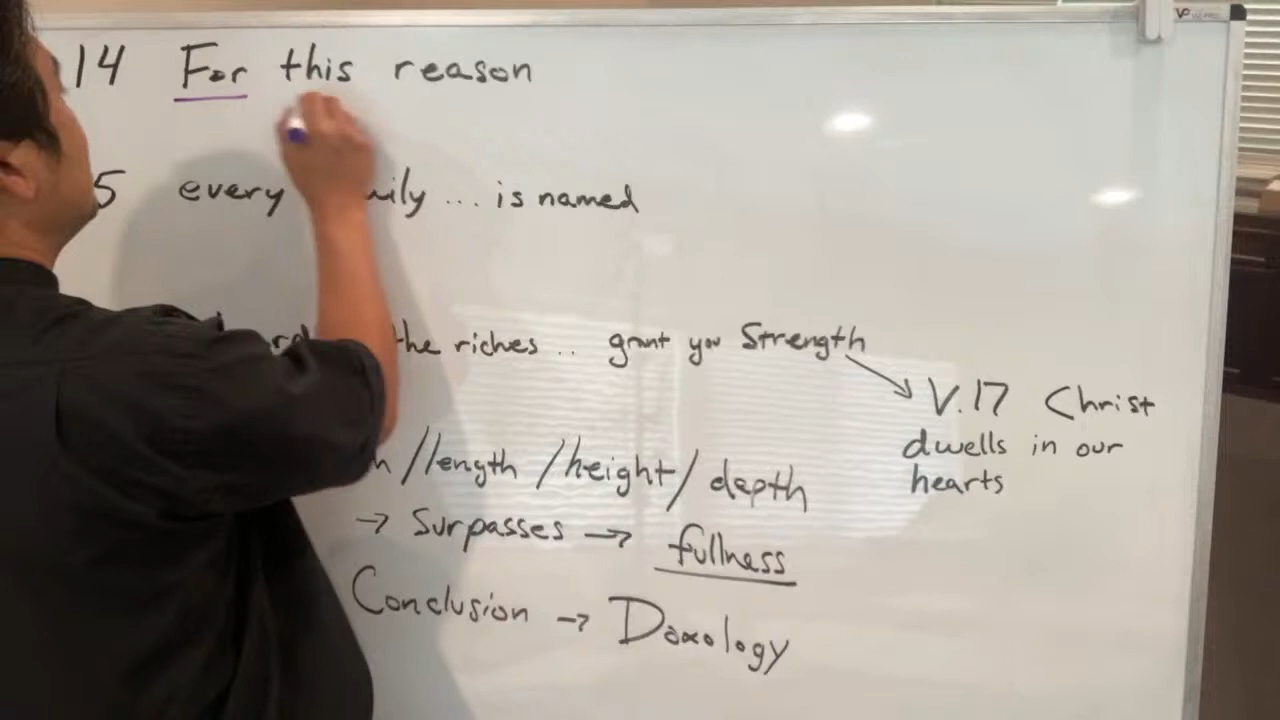 14 For this reason
5 every ... is named
the riches .. grant you Strength
V.17 Christ
dwells in our
hearts
/length /height/ depth
→ Surpasses → fullness
Conclusion → Doxology